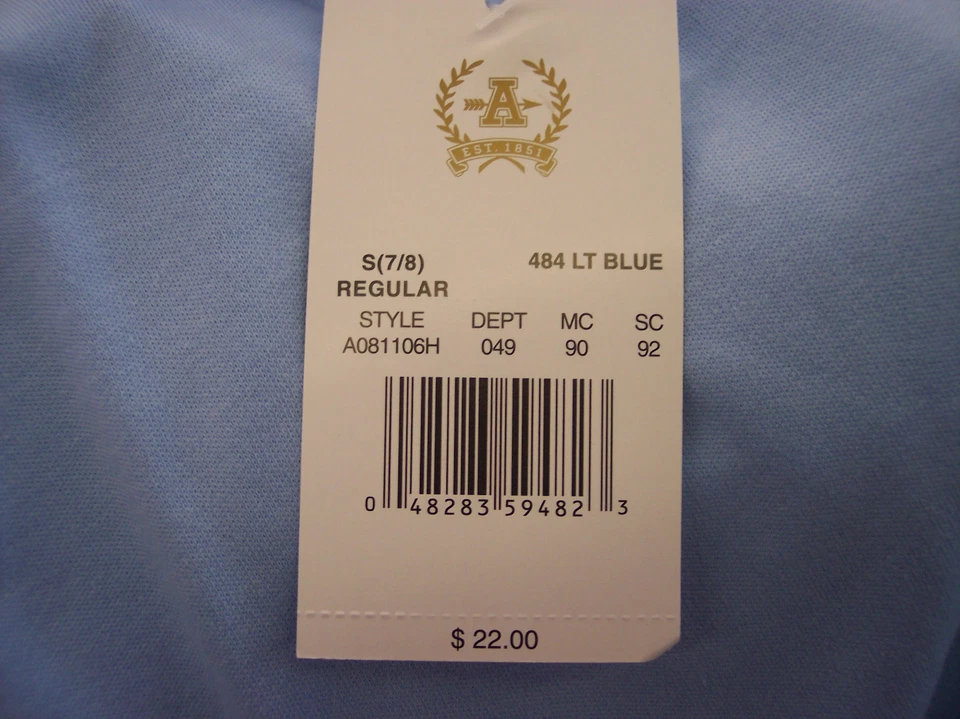 A
EST. 1851
S(7/8) 484 LT BLUE
REGULAR
STYLE DEPT MC SC
A081106H 049 90 92
0 48283 59482 3
$ 22.00